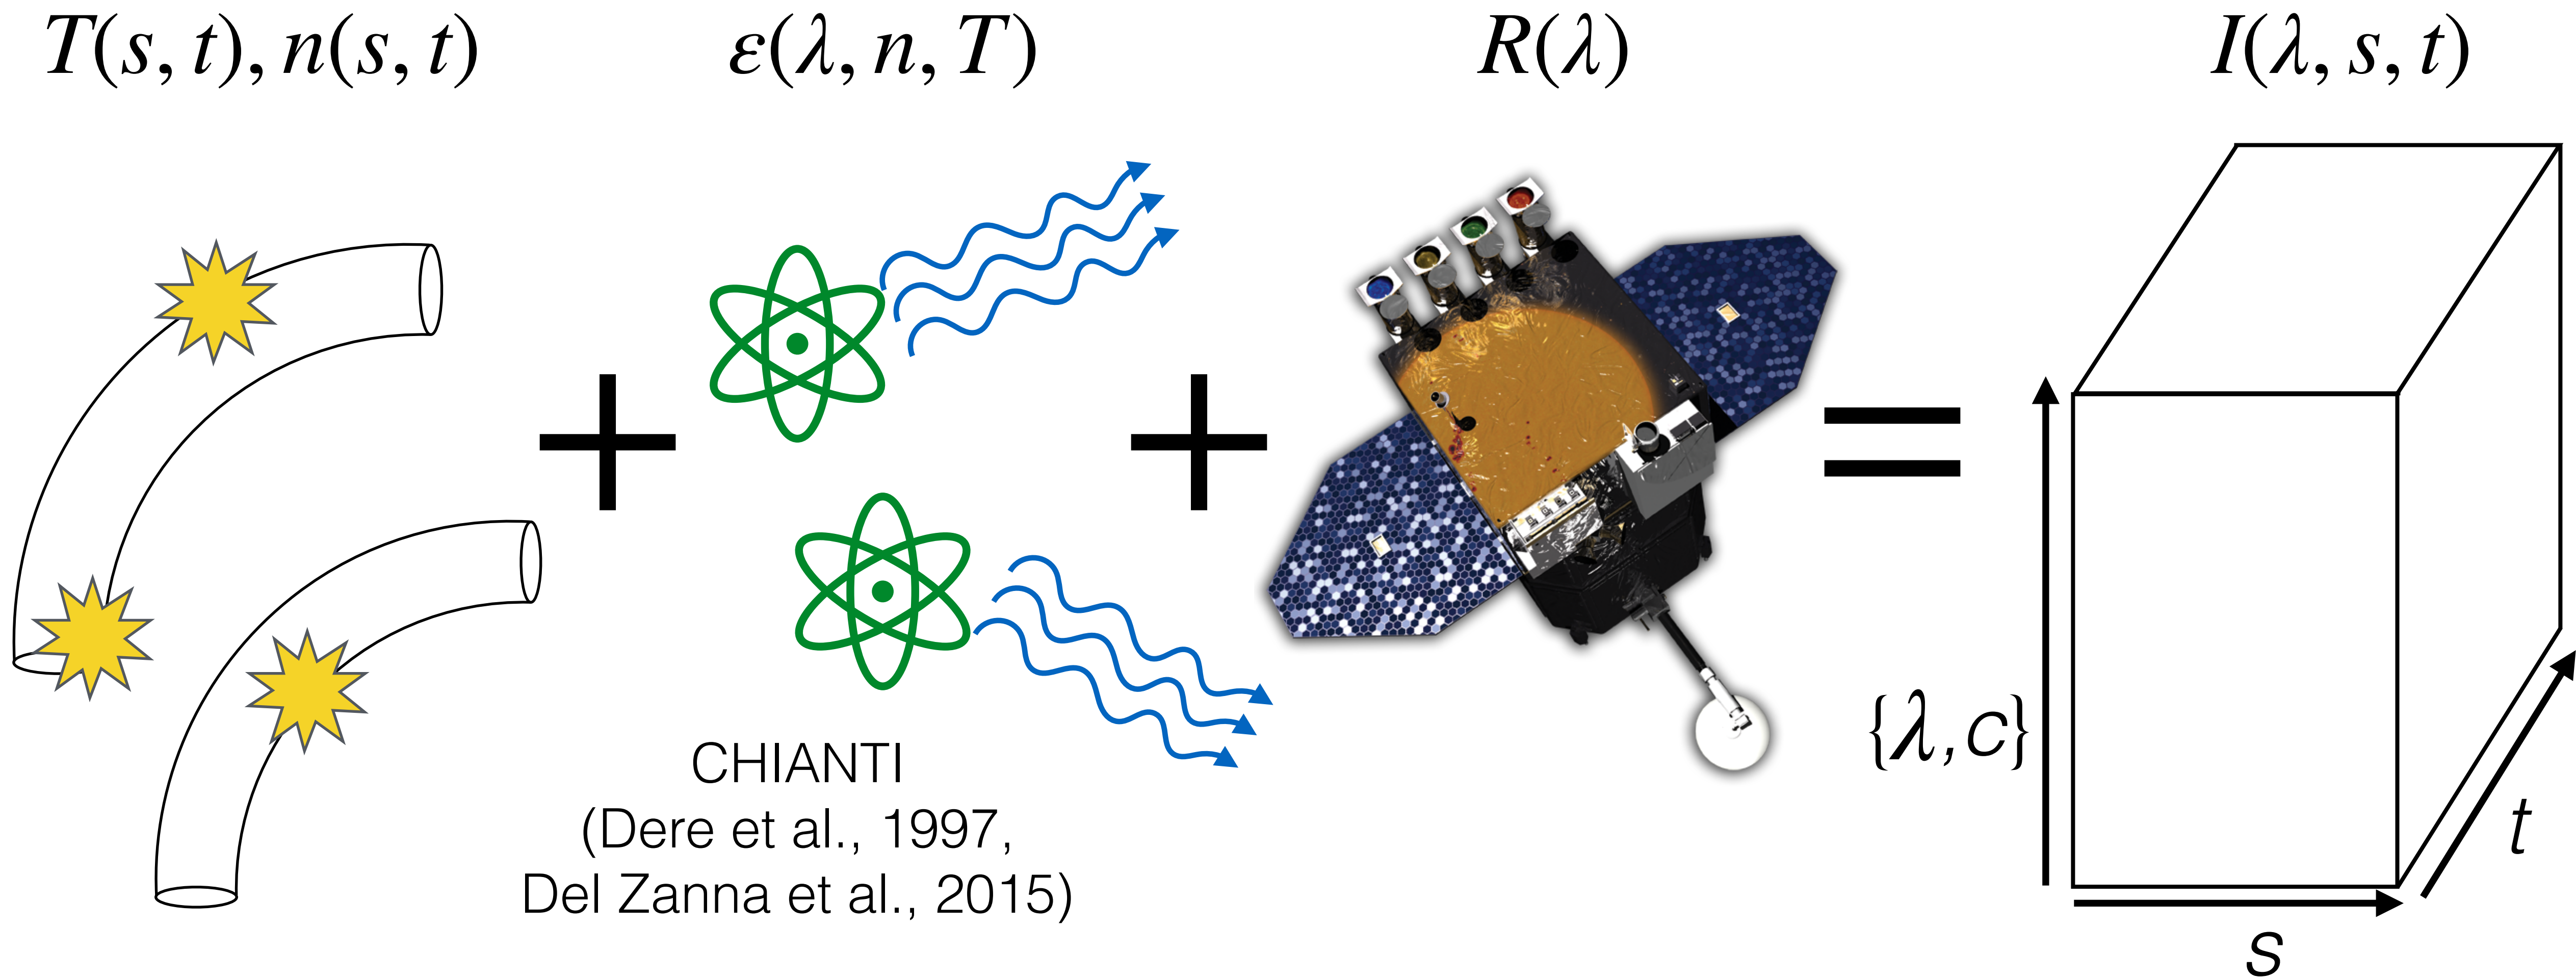 T(s, t), n(s, t)
ε(λ, n, T)
R(λ)
I(λ, s, t)
+
+
=
CHIANTI
(Dere et al., 1997,
Del Zanna et al., 2015)
{λ,c}
t
s